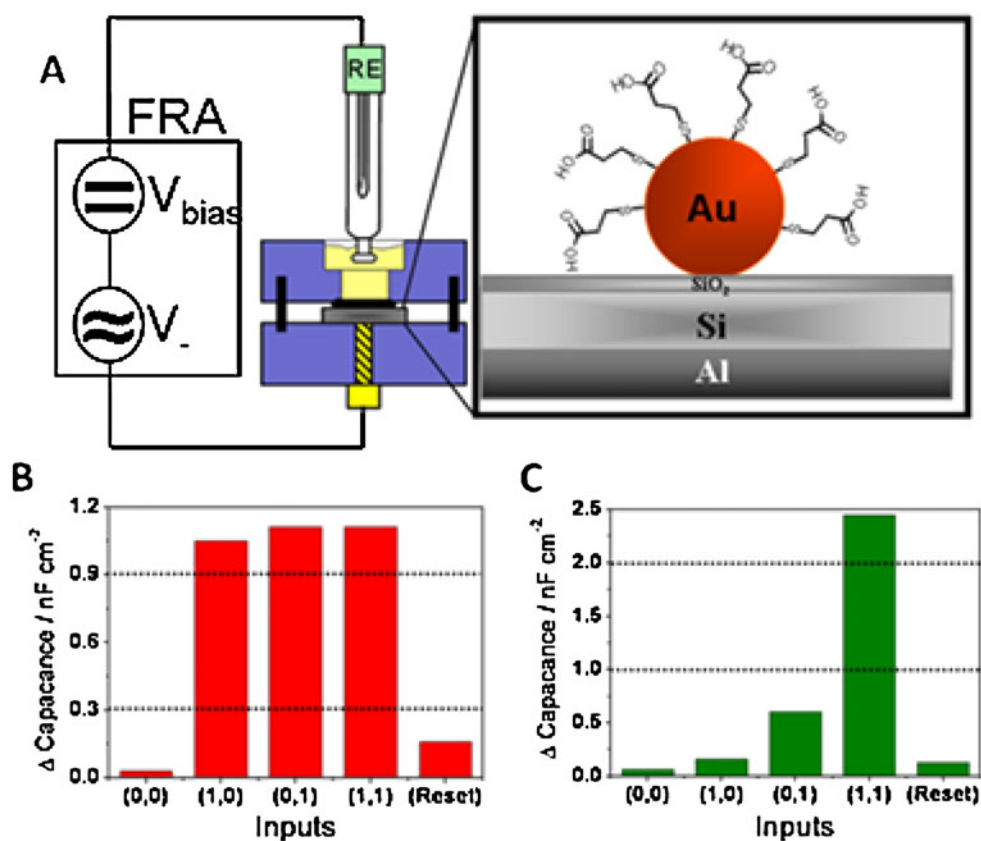 A
FRA
V bias
V~
RE
HO O
S
HO O
S
HO O
S
HO O
S
HO O
S
HO O
S
Au
SiO2
Si
Al
B
Δ Capacance / nF cm-2
1.2
0.9
0.6
0.3
0.0
(0,0) (1,0) (0,1) (1,1) (Reset)
Inputs
C
Δ Capacance / nF cm-2
2.5
2.0
1.5
1.0
0.5
0.0
(0,0) (1,0) (0,1) (1,1) (Reset)
Inputs